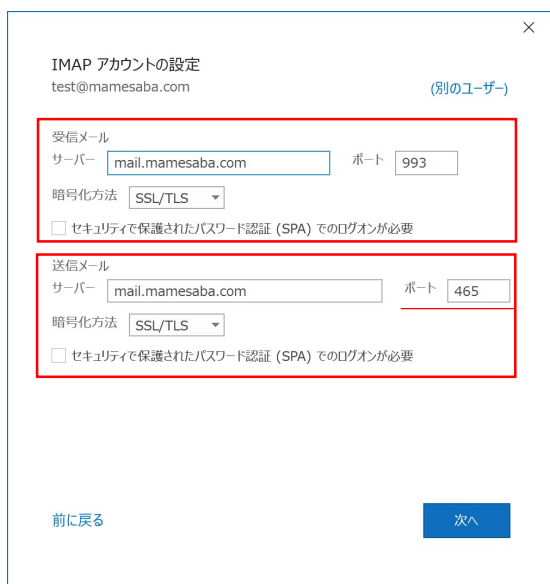 IMAP アカウントの設定
test@mamesaba.com (別のユーザー)
受信メール
サーバー mail.mamesaba.com ポート 993
暗号化方法 SSL/TLS
セキュリティで保護されたパスワード認証 (SPA) でのログオンが必要
送信メール
サーバー mail.mamesaba.com ポート 465
暗号化方法 SSL/TLS
セキュリティで保護されたパスワード認証 (SPA) でのログオンが必要
前に戻る 次へ